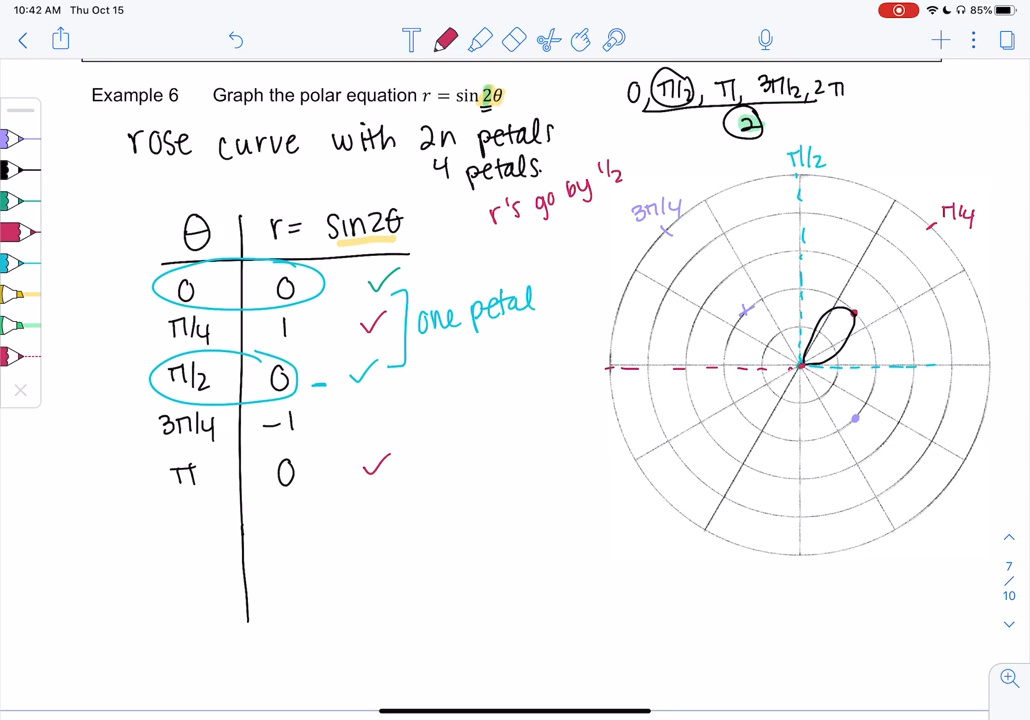 10:42 AM Thu Oct 15
85%
T
Example 6 Graph the polar equation r = sin 2θ
0, π/2, π, 3π/2, 2π
2
rose curve with 2n petals
4 petals.
r's go by 1/2
π/2
3π/4
π/4
θ r = sin2θ
0 0 ✓
π/4 1 ✓
one petal
π/2 0 – ✓
3π/4 –1
π 0 ✓
7
/
10